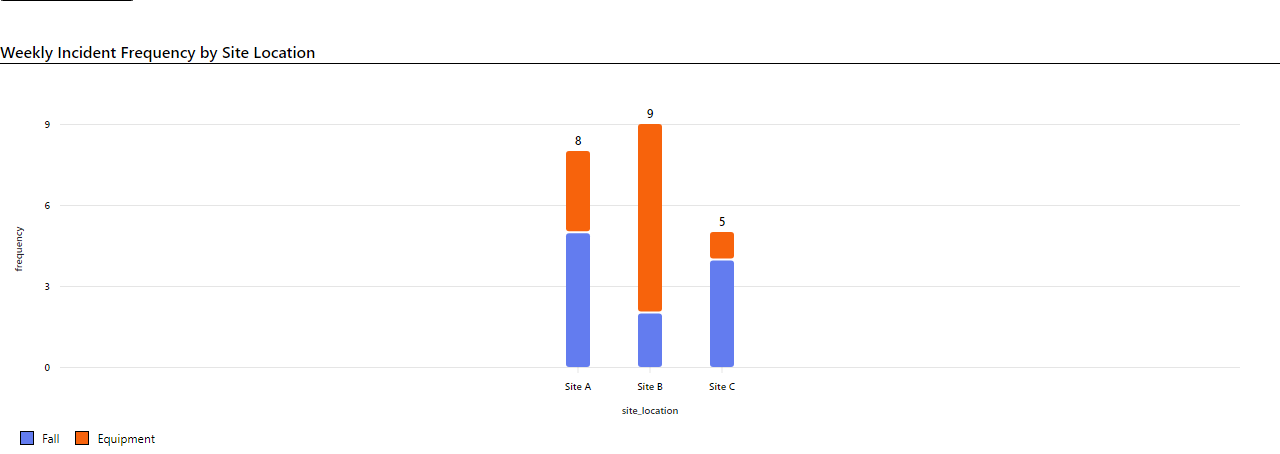 Weekly Incident Frequency by Site Location
9
8
9
6
5
frequency
3
0
Site A Site B Site C
site_location
Fall Equipment